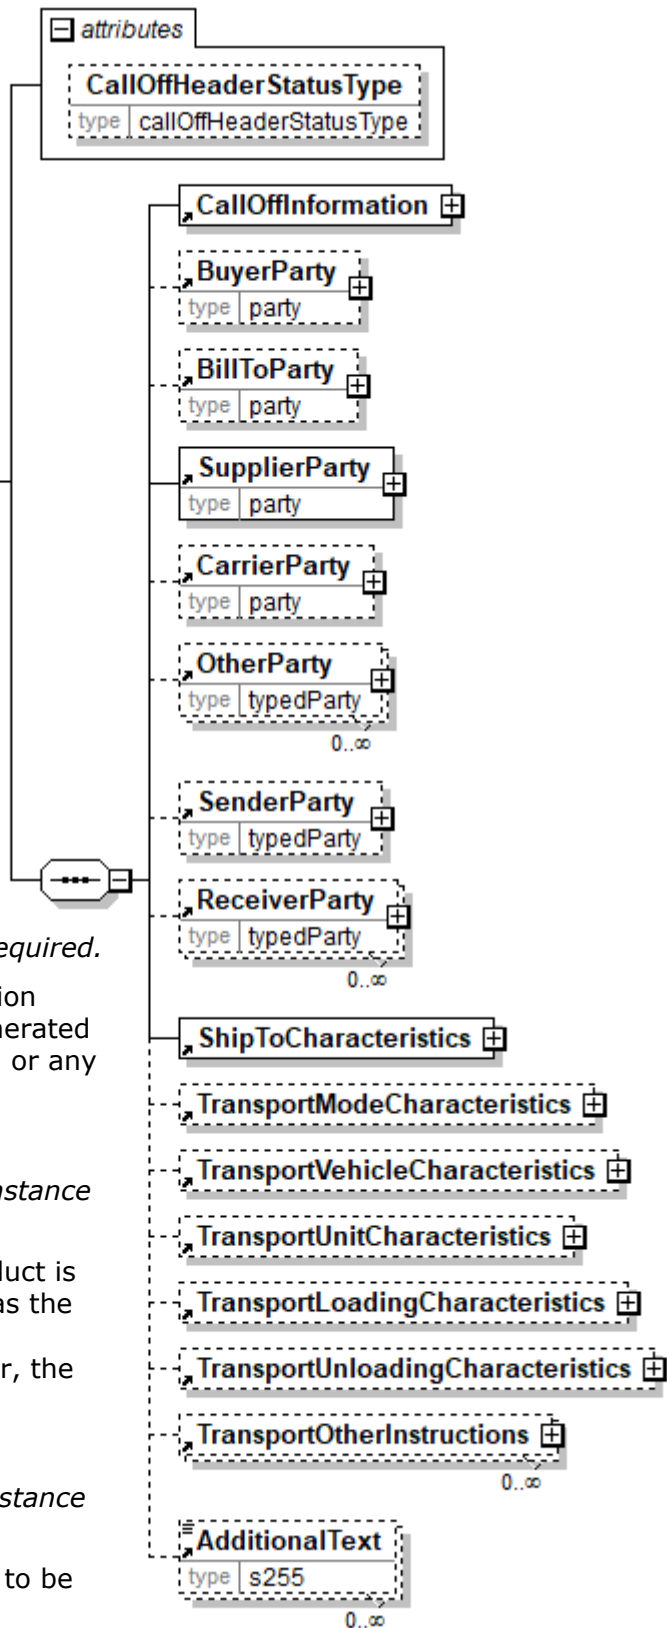 attributes
CallOffHeaderStatusType
type callOffHeaderStatusType
CallOffInformation
BuyerParty
type party
BillToParty
type party
SupplierParty
type party
CarrierParty
type party
OtherParty
type typedParty
0..∞
SenderParty
type typedParty
ReceiverParty
type typedParty
0..∞
ShipToCharacteristics
TransportModeCharacteristics
TransportVehicleCharacteristics
TransportUnitCharacteristics
TransportLoadingCharacteristics
TransportUnloadingCharacteristics
TransportOtherInstructions
0..∞
AdditionalText
type s255
0..∞
equired.
ion
nerated
or any
stance
duct is
as the
r, the
stance
to be